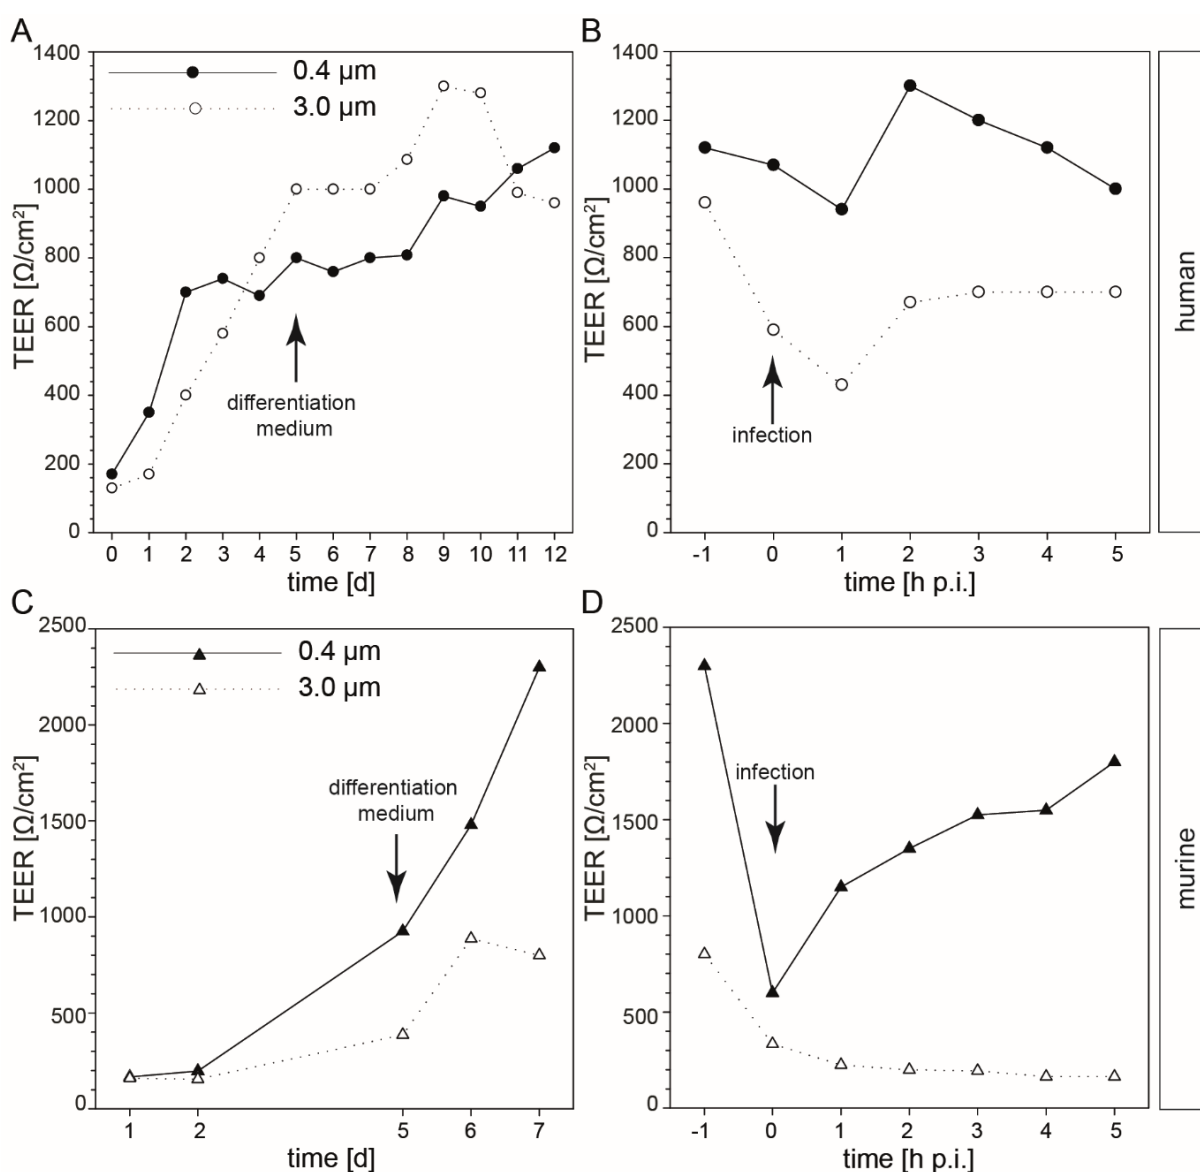 A
1400
1200
1000
800
600
400
200
0
TEER [Ω/cm²]
0.4 µm
3.0 µm
differentiation
medium
0 1 2 3 4 5 6 7 8 9 10 11 12
time [d]
B
1400
1200
1000
800
600
400
200
0
TEER [Ω/cm²]
infection
-1 0 1 2 3 4 5
time [h p.i.]
human
C
2500
2000
1500
1000
500
0
TEER [Ω/cm²]
0.4 µm
3.0 µm
differentiation
medium
1 2 5 6 7
time [d]
D
2500
2000
1500
1000
500
0
TEER [Ω/cm²]
infection
-1 0 1 2 3 4 5
time [h p.i.]
murine